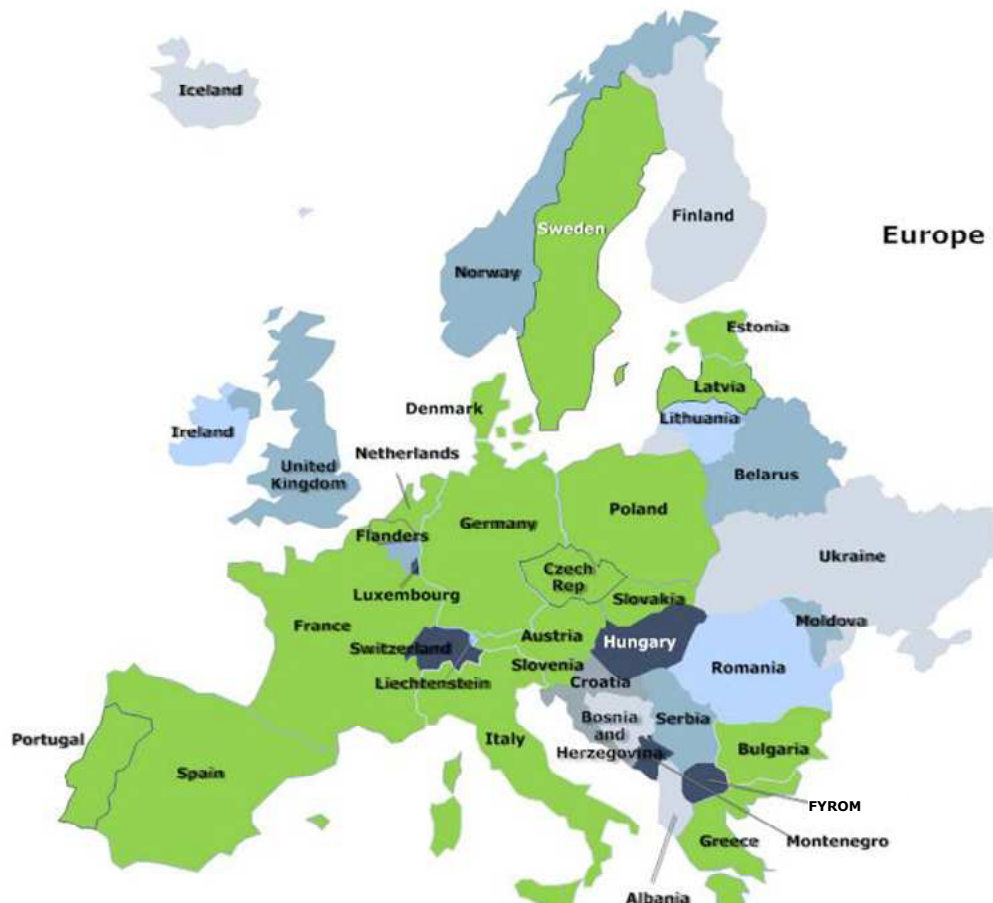 Iceland
Finland
Sweden
Europe
Norway
Estonia
Latvia
Denmark
Lithuania
Ireland
Netherlands
United
Kingdom
Belarus
Poland
Germany
Flanders
Ukraine
Czech
Rep
Luxembourg
Slovakia
Moldova
France
Austria
Hungary
Switzerland
Slovenia
Romania
Liechtenstein
Croatia
Bosnia
and
Herzegovina
Serbia
Portugal
Italy
Bulgaria
Spain
FYROM
Greece
Montenegro
Albania